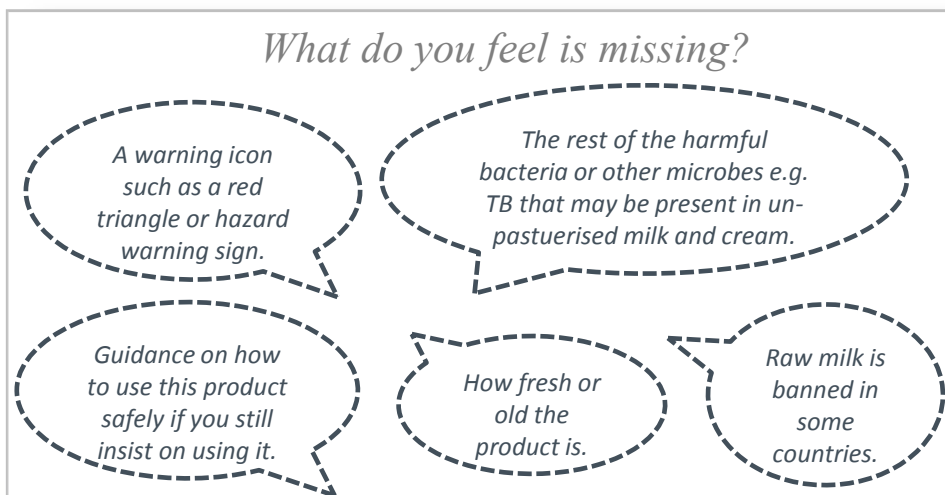 What do you feel is missing?
A warning icon
such as a red
triangle or hazard
warning sign.
The rest of the harmful
bacteria or other microbes e.g.
TB that may be present in un-
pastuerised milk and cream.
Guidance on how
to use this product
safely if you still
insist on using it.
How fresh or
old the
product is.
Raw milk is
banned in
some
countries.